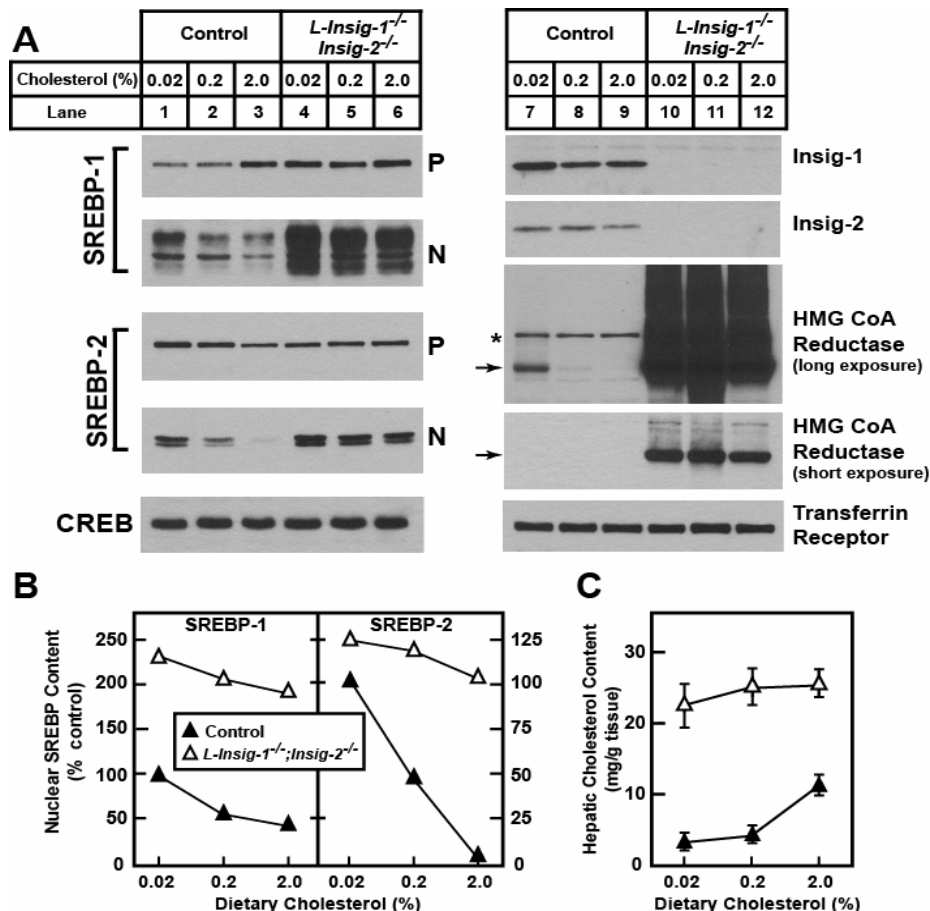 A
Control
L-Insig-1-/-
Insig-2-/-
Cholesterol (%) 0.02 0.2 2.0 0.02 0.2 2.0
Lane 1 2 3 4 5 6
SREBP-1
P
N
SREBP-2
P
N
CREB
Control
L-Insig-1-/-
Insig-2-/-
0.02 0.2 2.0 0.02 0.2 2.0
7 8 9 10 11 12
Insig-1
Insig-2
*
HMG CoA
Reductase
(long exposure)
HMG CoA
Reductase
(short exposure)
Transferrin
Receptor
B
Nuclear SREBP Content
(% control)
SREBP-1 SREBP-2
250 125
200 100
150
100 50
50 25
0 0
Control
L-Insig-1-/-;Insig-2-/-
0.02 0.2 2.0 0.02 0.2 2.0
Dietary Cholesterol (%)
C
Hepatic Cholesterol Content
(mg/g tissue)
30
20
10
0
0.02 0.2 2.0
Dietary Cholesterol (%)